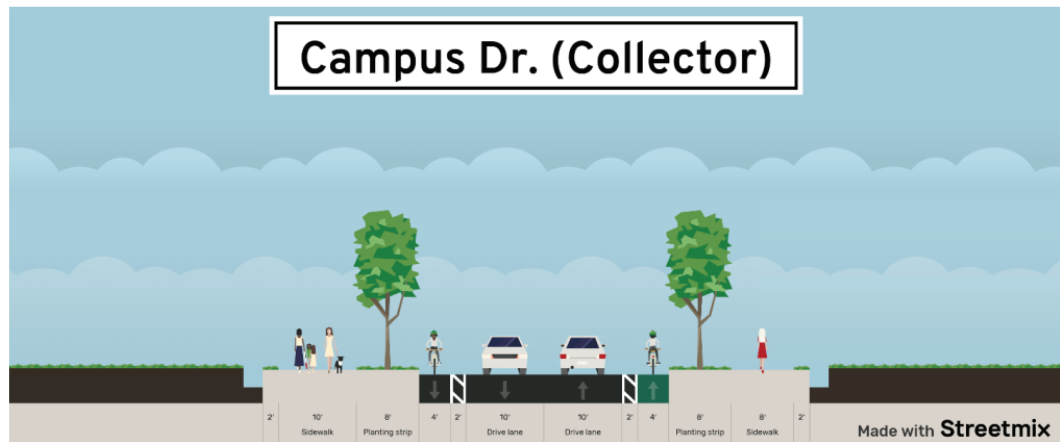 Campus Dr. (Collector)
2' 10' 8' 4' 2' 10' 10' 2' 4' 8' 8' 2'
Sidewalk Planting strip Drive lane Drive lane Planting strip Sidewalk
Made with Streetmix